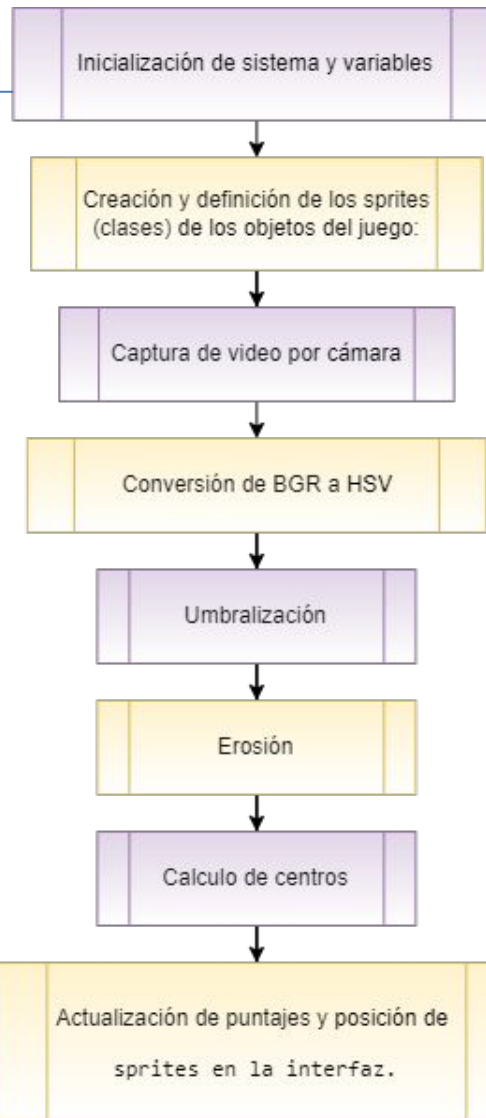 Inicialización de sistema y variables
Creación y definición de los sprites
(clases) de los objetos del juego:
Captura de video por cámara
Conversión de BGR a HSV
Umbralización
Erosión
Calculo de centros
Actualización de puntajes y posición de
sprites en la interfaz.